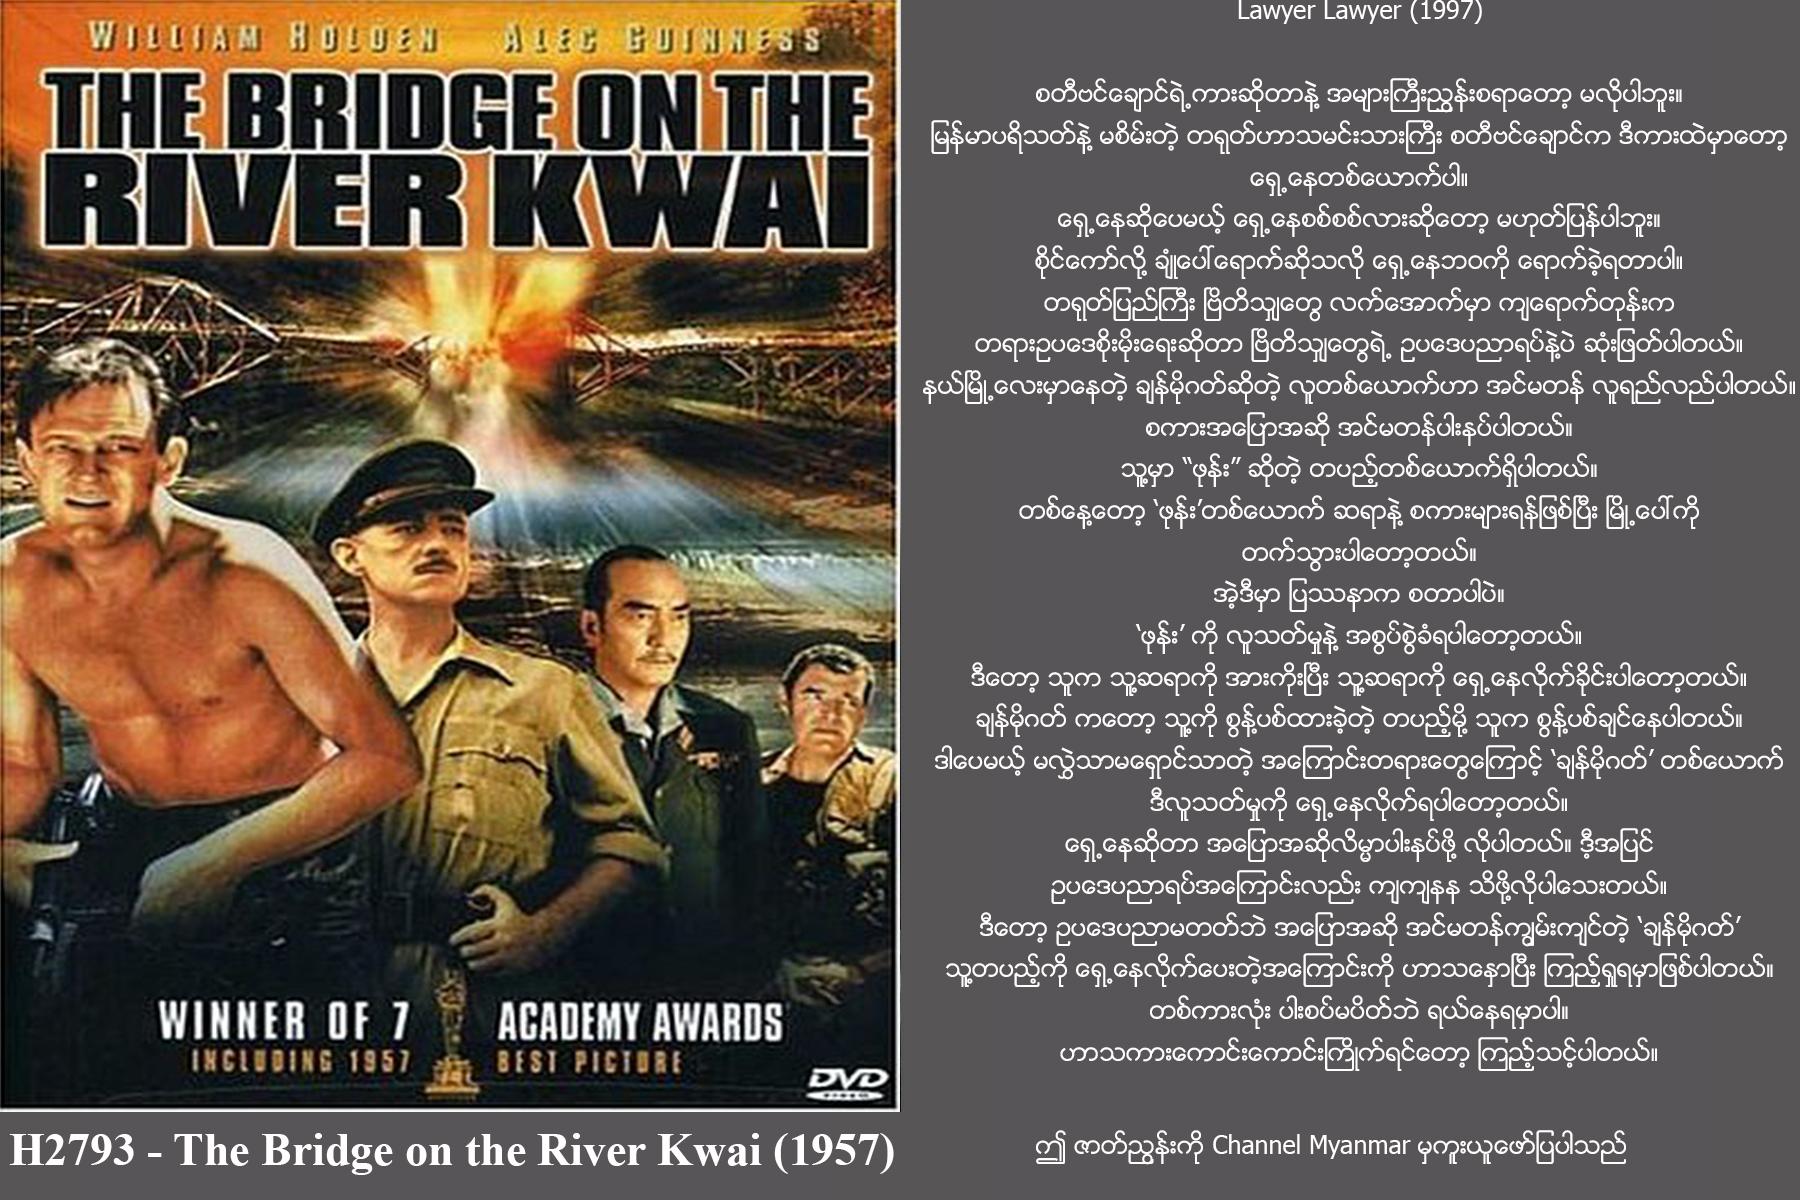 WILLIAM HOLDEN ALEC GUINNESS
THE BRIDGE ON THE
RIVER KWAI
WINNER OF 7 ACADEMY AWARDS
INCLUDING 1957 BEST PICTURE
DVD
VIDEO
H2793 - The Bridge on the River Kwai (1957)
Lawyer Lawyer (1997)
စတီဗင်ချောင်ရဲ့ကားဆိုတာနဲ့ အများကြီးညွှန်းစရာတော့ မလိုပါဘူး။
မြန်မာပရိသတ်နဲ့ မစိမ်းတဲ့ တရုတ်ဟာသမင်းသားကြီး စတီဗင်ချောင်က ဒီကားထဲမှာတော့
ရှေ့နေတစ်ယောက်ပါ။
ရှေ့နေဆိုပေမယ့် ရှေ့နေစစ်စစ်လားဆိုတော့ မဟုတ်ပြန်ပါဘူး။
စိုင်ကော်လို့ ချုံပေါ်ရောက်ဆိုသလို ရှေ့နေဘဝကို ရောက်ခဲ့ရတာပါ။
တရုတ်ပြည်ကြီး ဗြိတိသျှတွေ လက်အောက်မှာ ကျရောက်တုန်းက
တရားဥပဒေစိုးမိုးရေးဆိုတာ ဗြိတိသျှတွေရဲ့ ဥပဒေပညာရပ်နဲ့ပဲ ဆုံးဖြတ်ပါတယ်။
နယ်မြို့လေးမှာနေတဲ့ ချန်မိုဂတ်ဆိုတဲ့ လူတစ်ယောက်ဟာ အင်မတန် လူရည်လည်ပါတယ်။
စကားအပြောအဆို အင်မတန်ပါးနပ်ပါတယ်။
သူ့မှာ “ဖုန်း” ဆိုတဲ့ တပည့်တစ်ယောက်ရှိပါတယ်။
တစ်နေ့တော့ ‘ဖုန်း’တစ်ယောက် ဆရာနဲ့ စကားများရန်ဖြစ်ပြီး မြို့ပေါ်ကို
တက်သွားပါတော့တယ်။
အဲ့ဒီမှာ ပြဿနာက စတာပါပဲ။
‘ဖုန်း’ ကို လူသတ်မှုနဲ့ အစွပ်စွဲခံရပါတော့တယ်။
ဒီတော့ သူက သူ့ဆရာကို အားကိုးပြီး သူ့ဆရာကို ရှေ့နေလိုက်ခိုင်းပါတော့တယ်။
ချန်မိုဂတ် ကတော့ သူ့ကို စွန့်ပစ်ထားခဲ့တဲ့ တပည့်မို့ သူက စွန့်ပစ်ချင်နေပါတယ်။
ဒါပေမယ့် မလွှဲသာမရှောင်သာတဲ့ အကြောင်းတရားတွေကြောင့် ‘ချန်မိုဂတ်’ တစ်ယောက်
ဒီလူသတ်မှုကို ရှေ့နေလိုက်ရပါတော့တယ်။
ရှေ့နေဆိုတာ အပြောအဆိုလိမ္မာပါးနပ်ဖို့ လိုပါတယ်။ ဒို့အပြင်
ဥပဒေပညာရပ်အကြောင်းလည်း ကျကျနန သိဖို့လိုပါသေးတယ်။
ဒီတော့ ဥပဒေပညာမတတ်ဘဲ အပြောအဆို အင်မတန်ကျွမ်းကျင်တဲ့ ‘ချန်မိုဂတ်’
သူ့တပည့်ကို ရှေ့နေလိုက်ပေးတဲ့အကြောင်းကို ဟာသနှောပြီး ကြည့်ရှုရမှာဖြစ်ပါတယ်။
တစ်ကားလုံး ပါးစပ်မပိတ်ဘဲ ရယ်နေရမှာပါ။
ဟာသကားကောင်းကောင်းကြိုက်ရင်တော့ ကြည့်သင့်ပါတယ်။
ဤ ဇာတ်ညွှန်းကို Channel Myanmar မှကူးယူဖော်ပြပါသည်